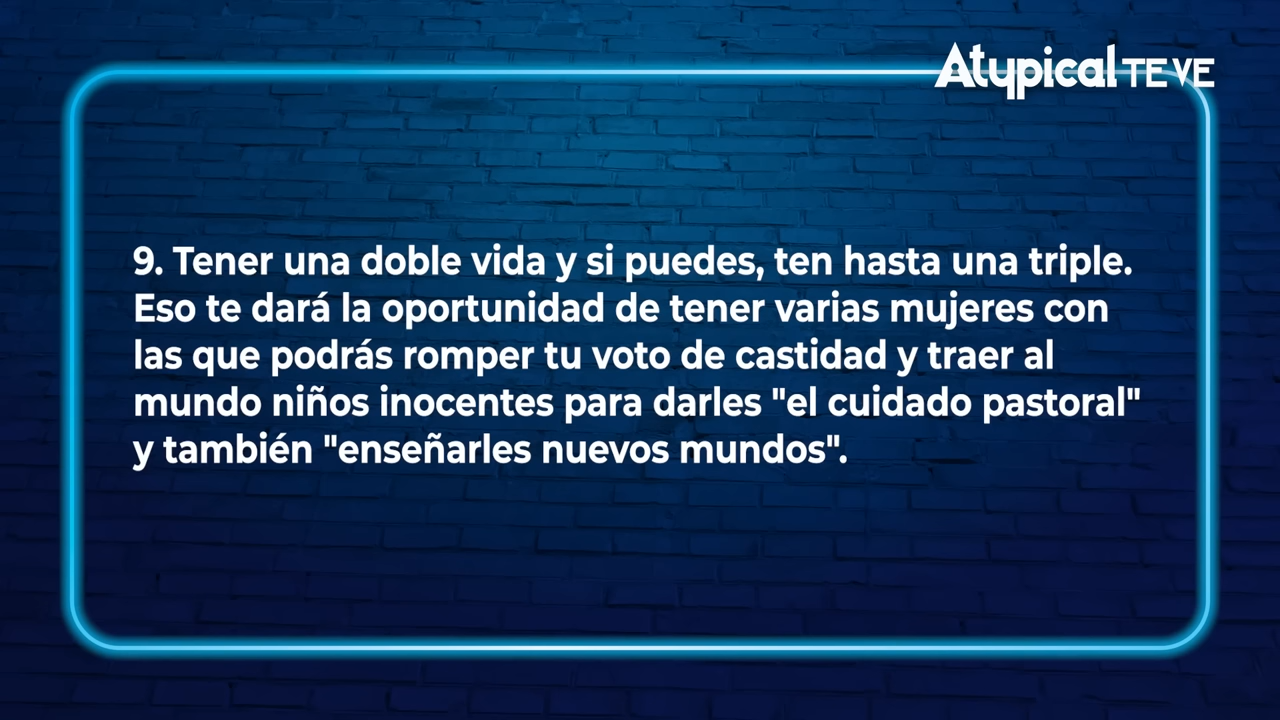 Atypical TE VE
9. Tener una doble vida y si puedes, ten hasta una triple.
Eso te dará la oportunidad de tener varias mujeres con
las que podrás romper tu voto de castidad y traer al
mundo niños inocentes para darles "el cuidado pastoral"
y también "enseñarles nuevos mundos".